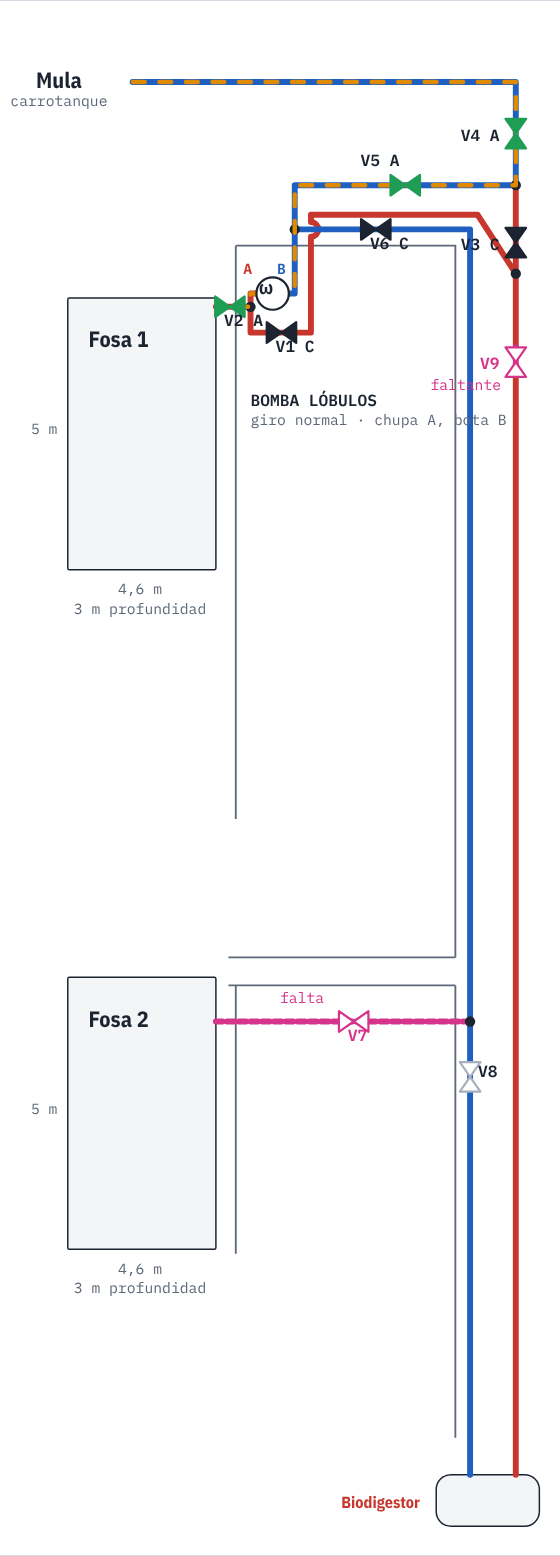 Mula
carrotanque
V4 A
V5 A
V6 C
V3 C
A
B
ω
V2 A
V1 C
Fosa 1
V9
faltante
BOMBA LÓBULOS
giro normal · chupa A, bota B
5 m
4,6 m
3 m profundidad
falta
Fosa 2
V7
V8
5 m
4,6 m
3 m profundidad
Biodigestor